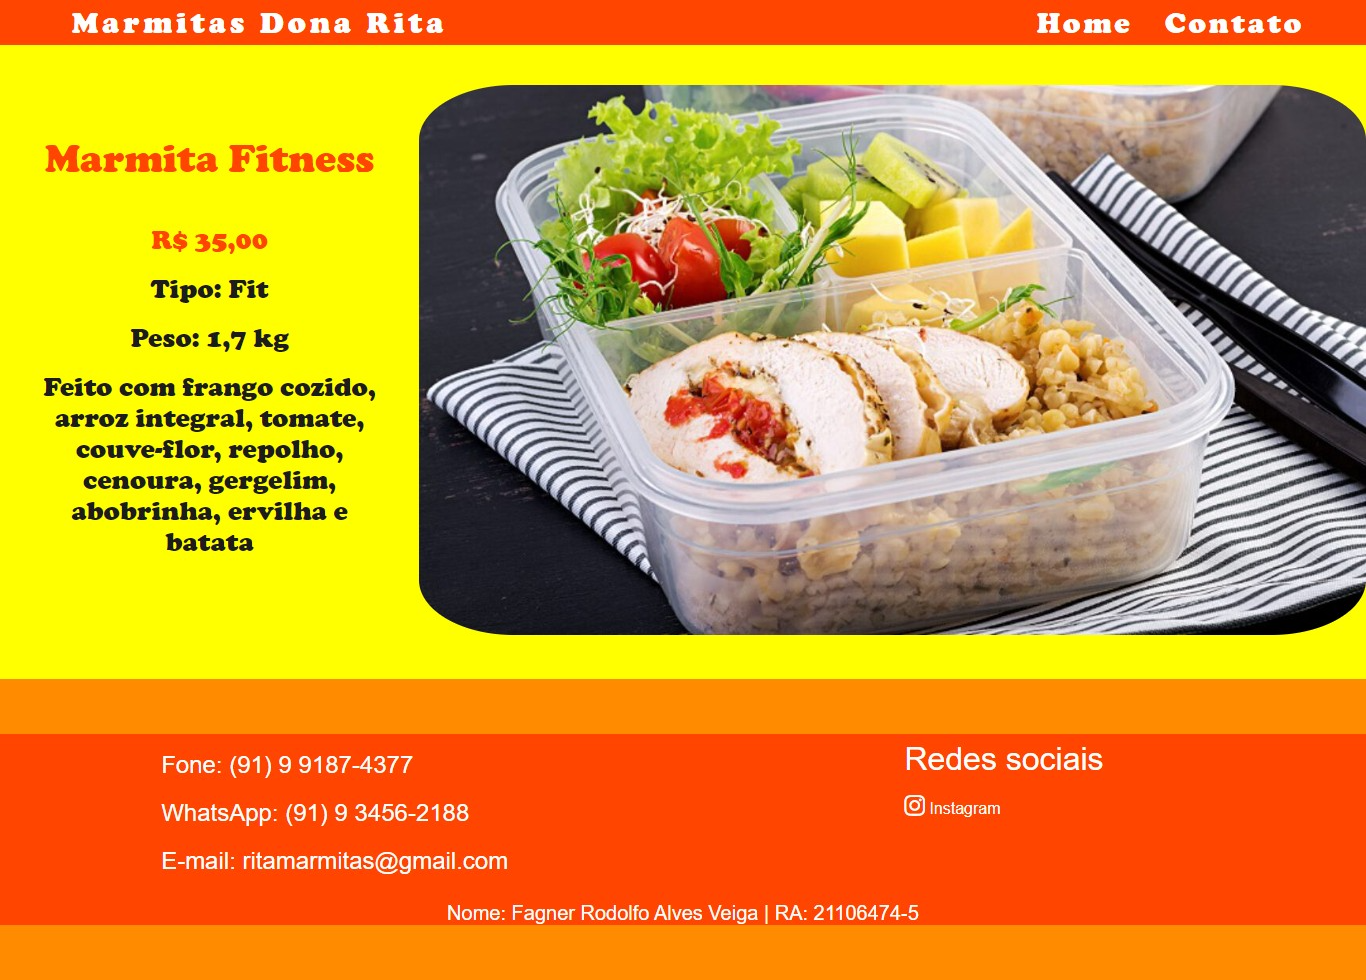 Marmitas Dona Rita
Home Contato
Marmita Fitness
R$ 35,00
Tipo: Fit
Peso: 1,7 kg
Feito com frango cozido,
arroz integral, tomate,
couve-flor, repolho,
cenoura, gergelim,
abobrinha, ervilha e
batata
Fone: (91) 9 9187-4377
WhatsApp: (91) 9 3456-2188
E-mail: ritamarmitas@gmail.com
Redes sociais
Instagram
Nome: Fagner Rodolfo Alves Veiga | RA: 21106474-5